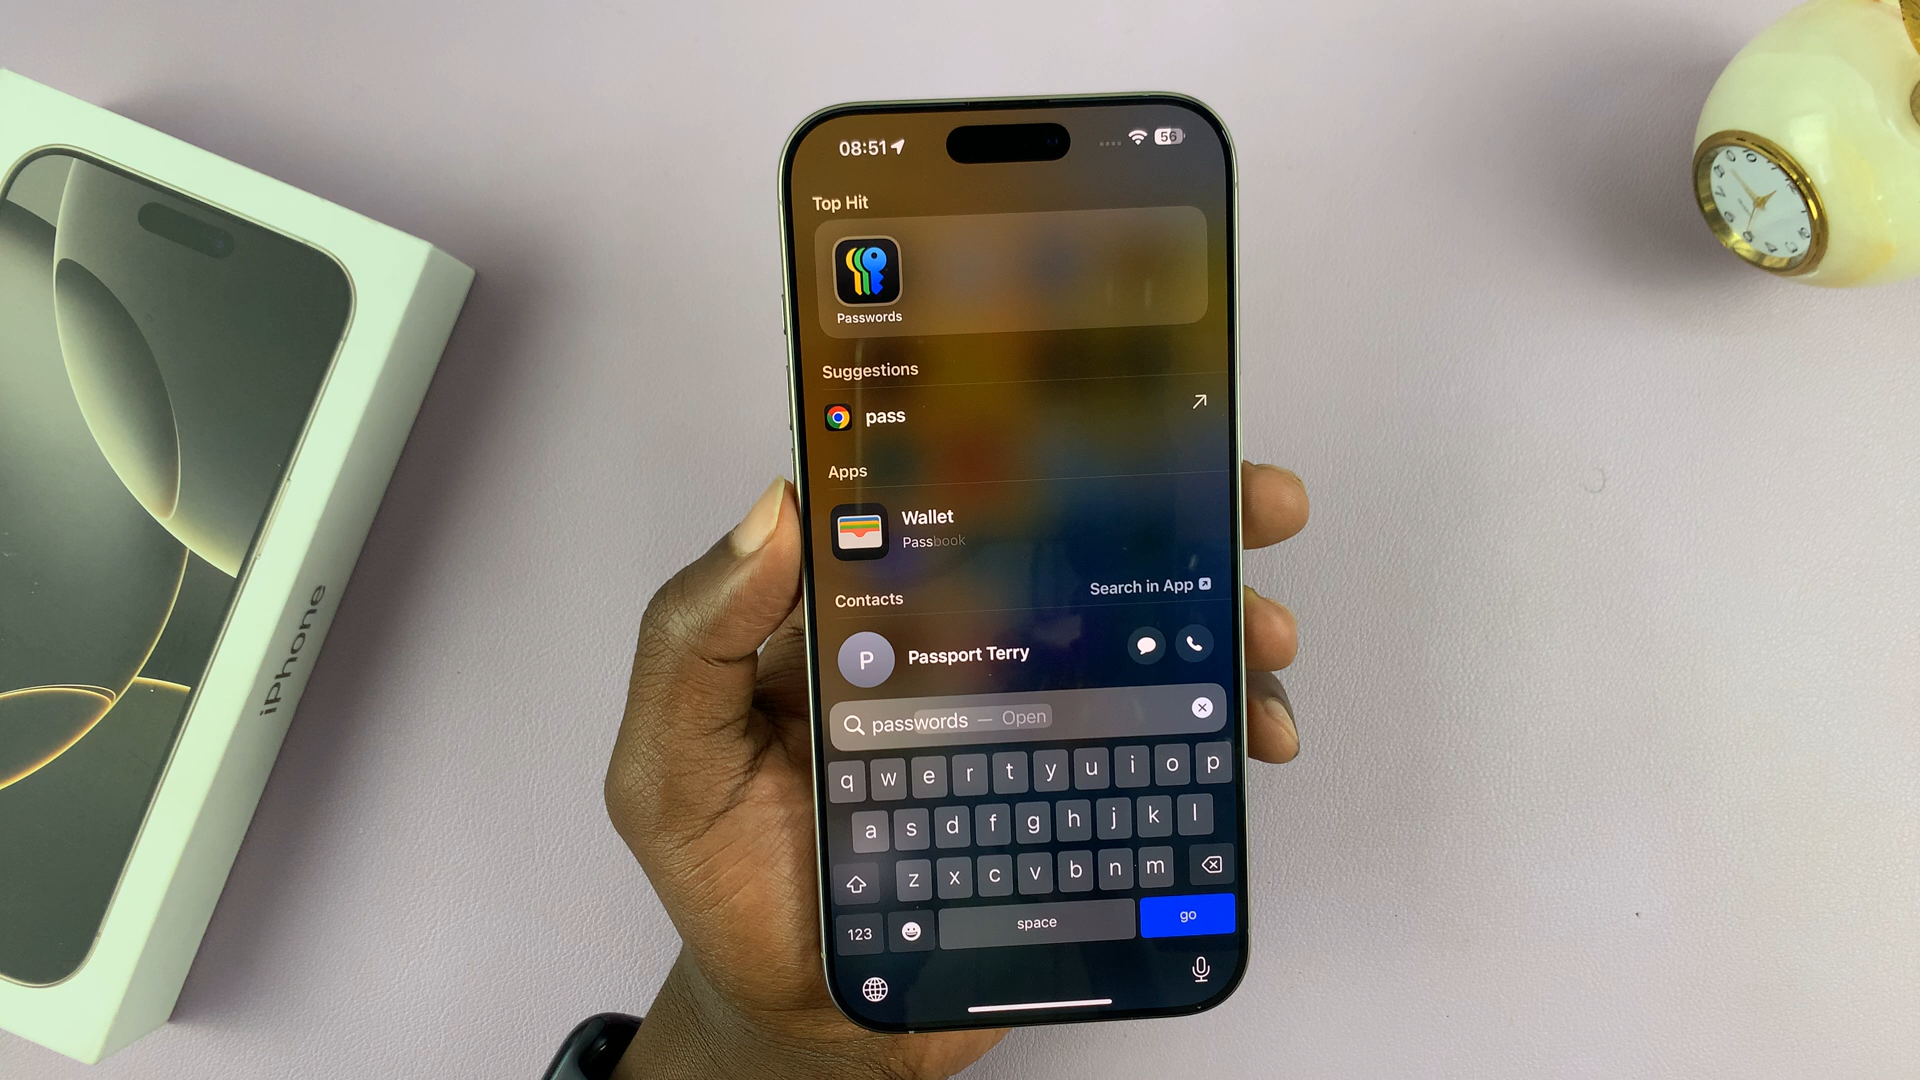 iPhone
08:51
56
Top Hit
Passwords
Suggestions
pass
Apps
Wallet
Passbook
Contacts
Search in App
P
Passport Terry
passwords — Open
q w e r t y u i o p
a s d f g h j k l
z x c v b n m
123
space
go